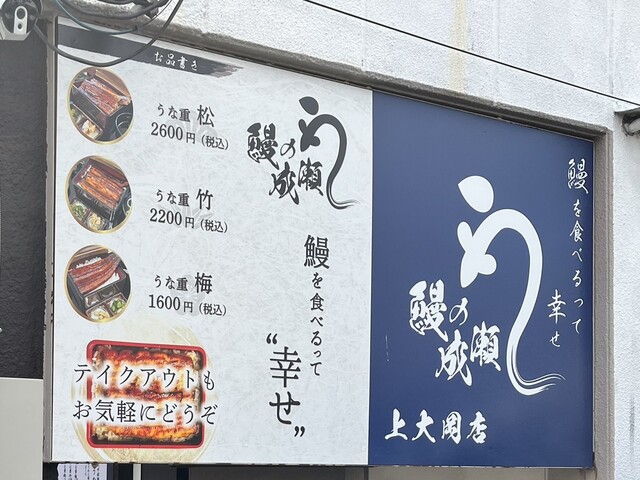 お品書き
うな重 松
2600円(税込)
うな重 竹
2200円(税込)
うな重 梅
1600円(税込)
テイクアウトも
お気軽にどうぞ
う
鰻の成瀬
鰻を食べるって
“幸せ”
う
鰻の成瀬
鰻を食べるって
幸せ
上大岡店